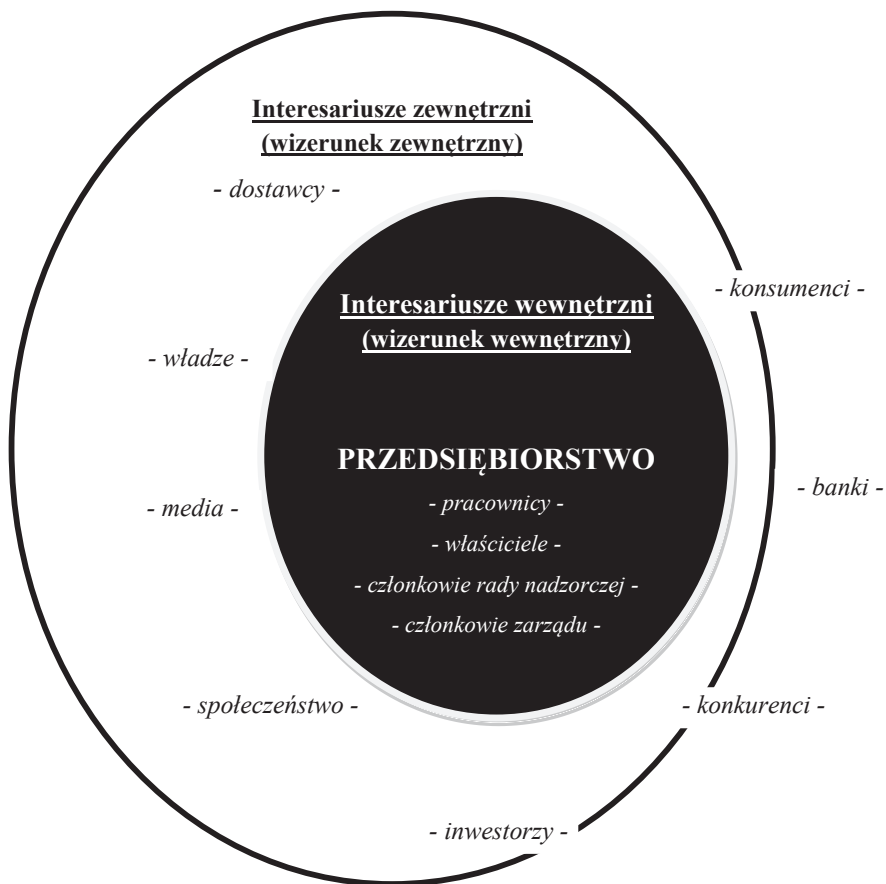 Interesariusze zewnętrzni
(wizerunek zewnętrzny)
- dostawcy -
- konsumenci -
Interesariusze wewnętrzni
(wizerunek wewnętrzny)
- władze -
PRZEDSIĘBIORSTWO
- banki -
- media -
- pracownicy -
- właściciele -
- członkowie rady nadzorczej -
- członkowie zarządu -
- społeczeństwo -
- konkurenci -
- inwestorzy -